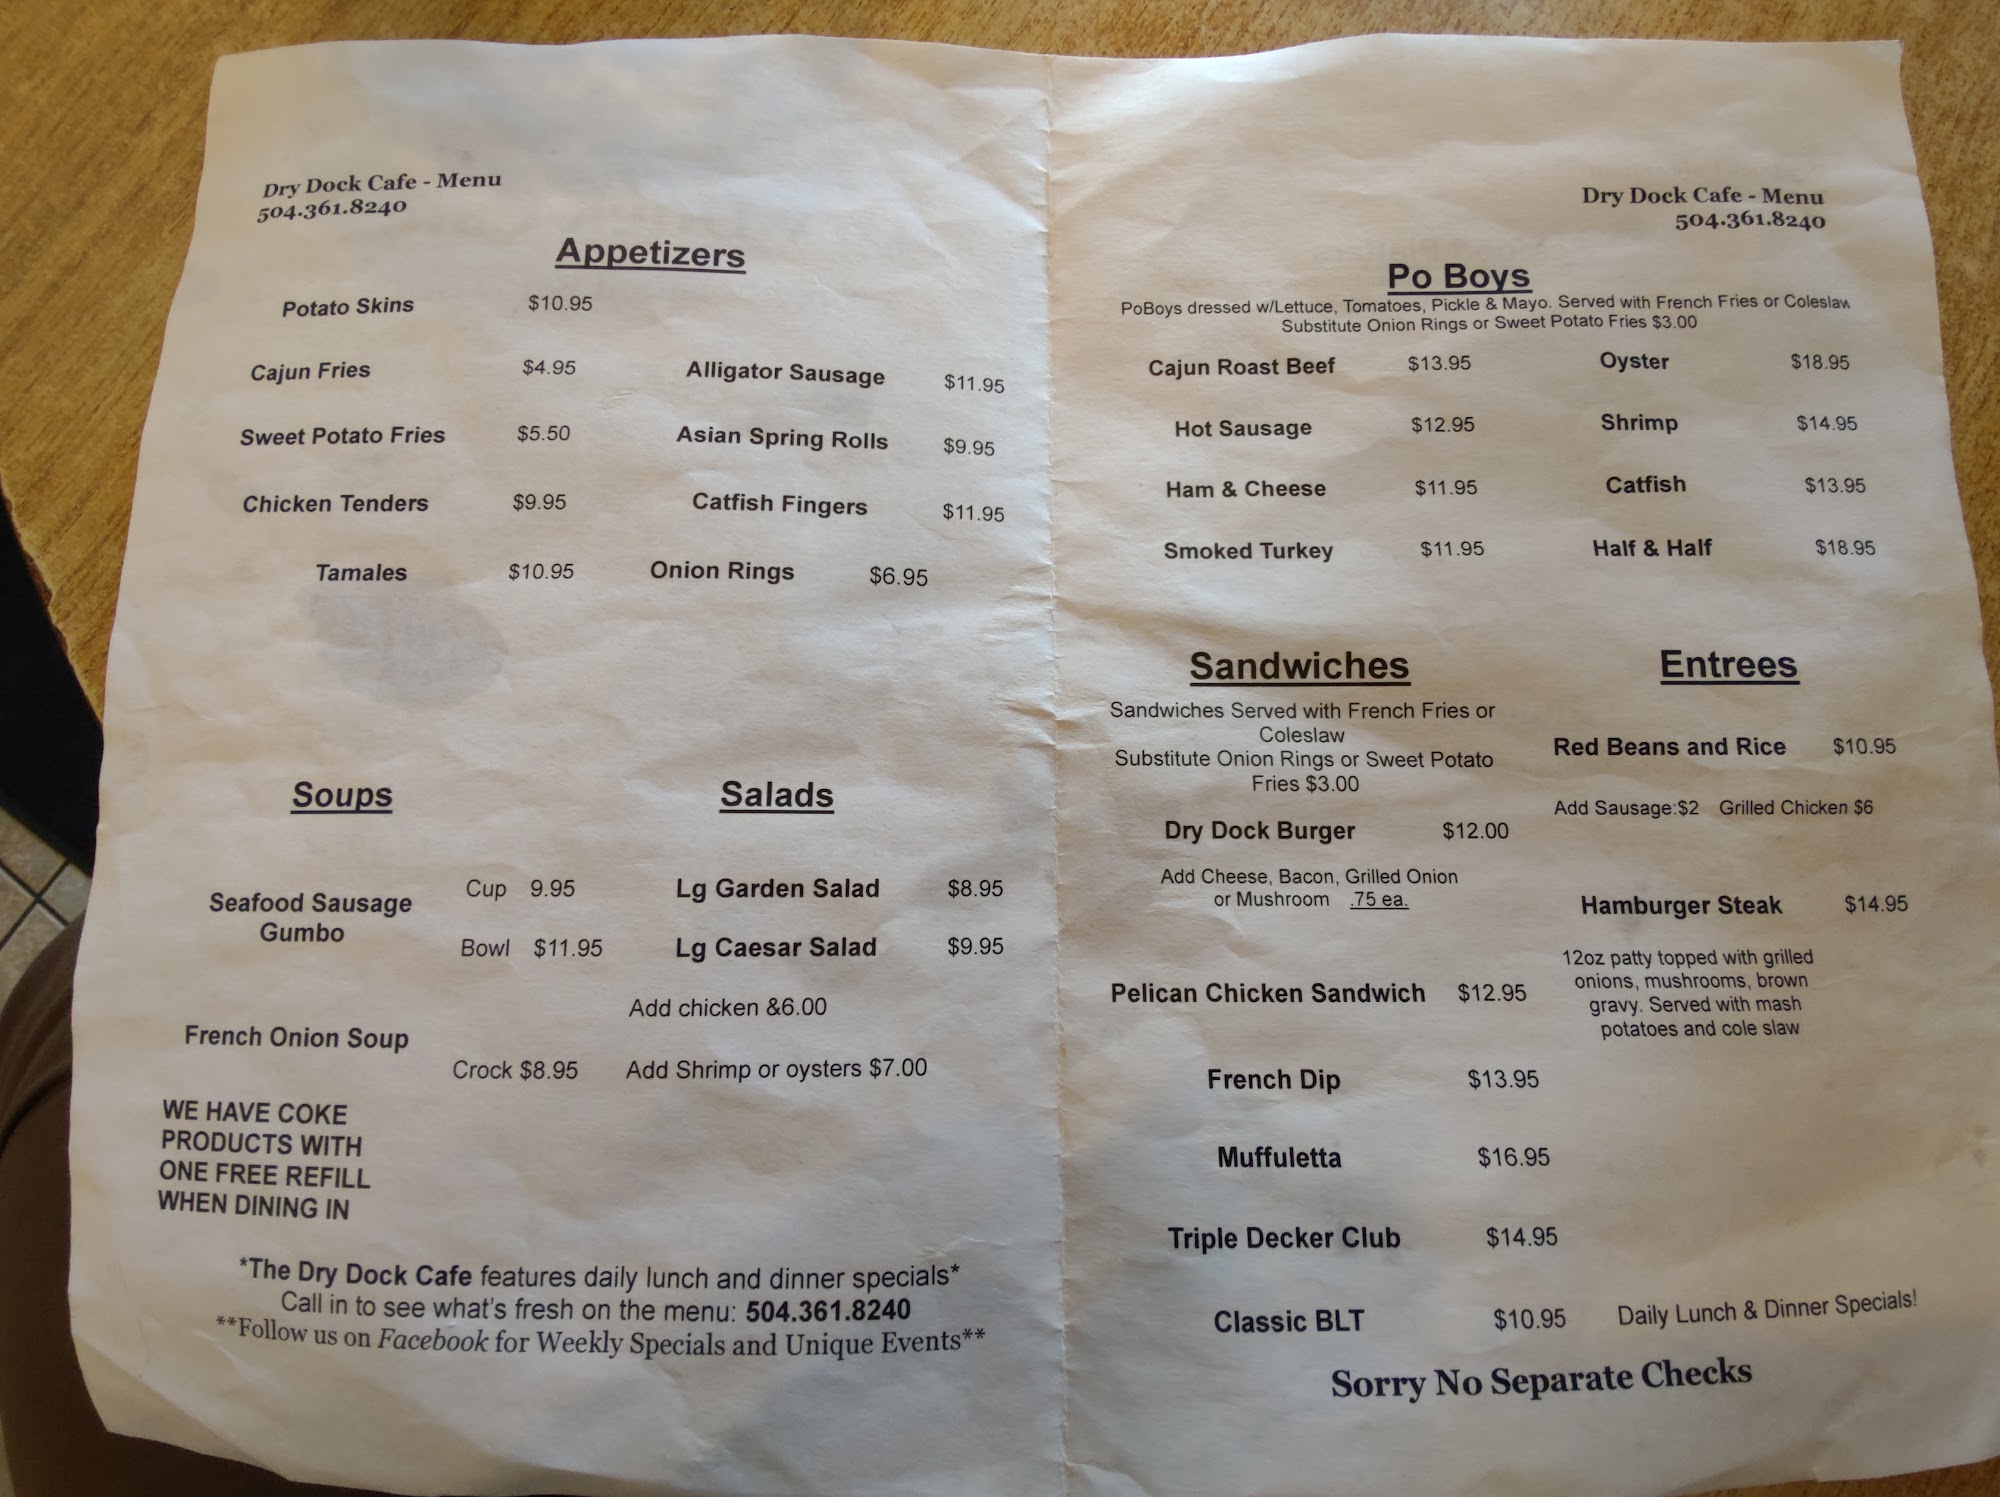 Dry Dock Cafe - Menu
504.361.8240
Appetizers
Potato Skins $10.95
Cajun Fries $4.95 Alligator Sausage $11.95
Sweet Potato Fries $5.50 Asian Spring Rolls $9.95
Chicken Tenders $9.95 Catfish Fingers $11.95
Tamales $10.95 Onion Rings $6.95
Soups
Seafood Sausage
Gumbo
Cup 9.95
Bowl $11.95
French Onion Soup
Crock $8.95
Salads
Lg Garden Salad $8.95
Lg Caesar Salad $9.95
Add chicken &6.00
Add Shrimp or oysters $7.00
WE HAVE COKE
PRODUCTS WITH
ONE FREE REFILL
WHEN DINING IN
*The Dry Dock Cafe features daily lunch and dinner specials*
Call in to see what's fresh on the menu: 504.361.8240
**Follow us on Facebook for Weekly Specials and Unique Events**
Dry Dock Cafe - Menu
504.361.8240
Po Boys
PoBoys dressed w/Lettuce, Tomatoes, Pickle & Mayo. Served with French Fries or Coleslaw
Substitute Onion Rings or Sweet Potato Fries $3.00
Cajun Roast Beef $13.95 Oyster $18.95
Hot Sausage $12.95 Shrimp $14.95
Ham & Cheese $11.95 Catfish $13.95
Smoked Turkey $11.95 Half & Half $18.95
Sandwiches
Sandwiches Served with French Fries or
Coleslaw
Substitute Onion Rings or Sweet Potato
Fries $3.00
Dry Dock Burger $12.00
Add Cheese, Bacon, Grilled Onion
or Mushroom .75 ea.
Pelican Chicken Sandwich $12.95
French Dip $13.95
Muffuletta $16.95
Triple Decker Club $14.95
Classic BLT $10.95
Entrees
Red Beans and Rice $10.95
Add Sausage:$2 Grilled Chicken $6
Hamburger Steak $14.95
12oz patty topped with grilled
onions, mushrooms, brown
gravy. Served with mash
potatoes and cole slaw
Daily Lunch & Dinner Specials!
Sorry No Separate Checks